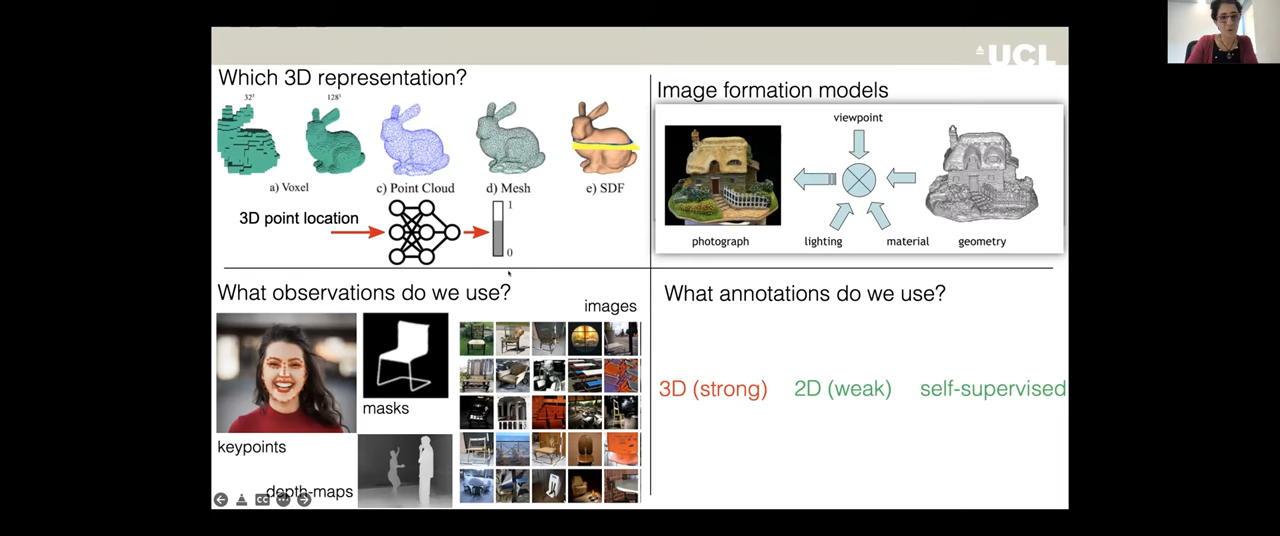 UCL
Which 3D representation?
32³
128³
a) Voxel
c) Point Cloud
d) Mesh
e) SDF
3D point location
1
0
Image formation models
viewpoint
photograph
lighting
material
geometry
What observations do we use?
images
masks
keypoints
depth-maps
CC
What annotations do we use?
3D (strong)
2D (weak)
self-supervised